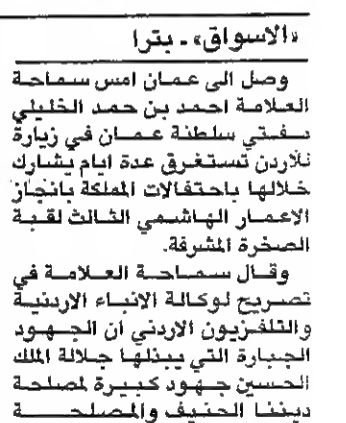 «الاسواق» ـ بترا
وصل الى عمان امس سماحة
العلامة احمد بن حمد الخليلي
مفتي سلطنة عمان في زيارة
للاردن تستغرق عدة ايام يشارك
خلالها باحتفالات المملكة بانجاز
الاعمار الهاشمي الثالث لقبة
الصخرة المشرفة.
وقال سماحة العلامة في
تصريح لوكالة الانباء الاردنية
والتلفزيون الاردني ان الجهود
الجبارة التي يبذلها جلالة الملك
الحسين جهود كبيرة لمصلحة
ديننا الحنيف والمصلحة